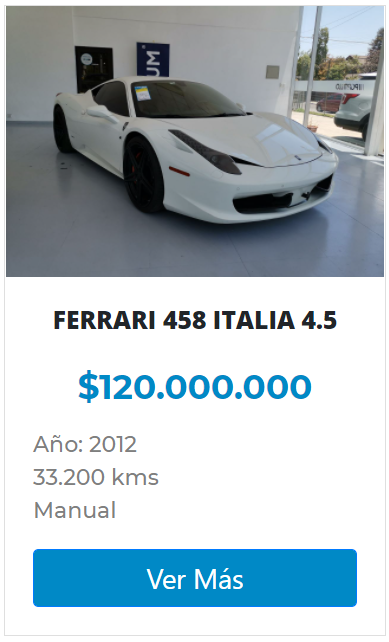 FERRARI 458 ITALIA 4.5
$120.000.000
Año: 2012
33.200 kms
Manual
Ver Más